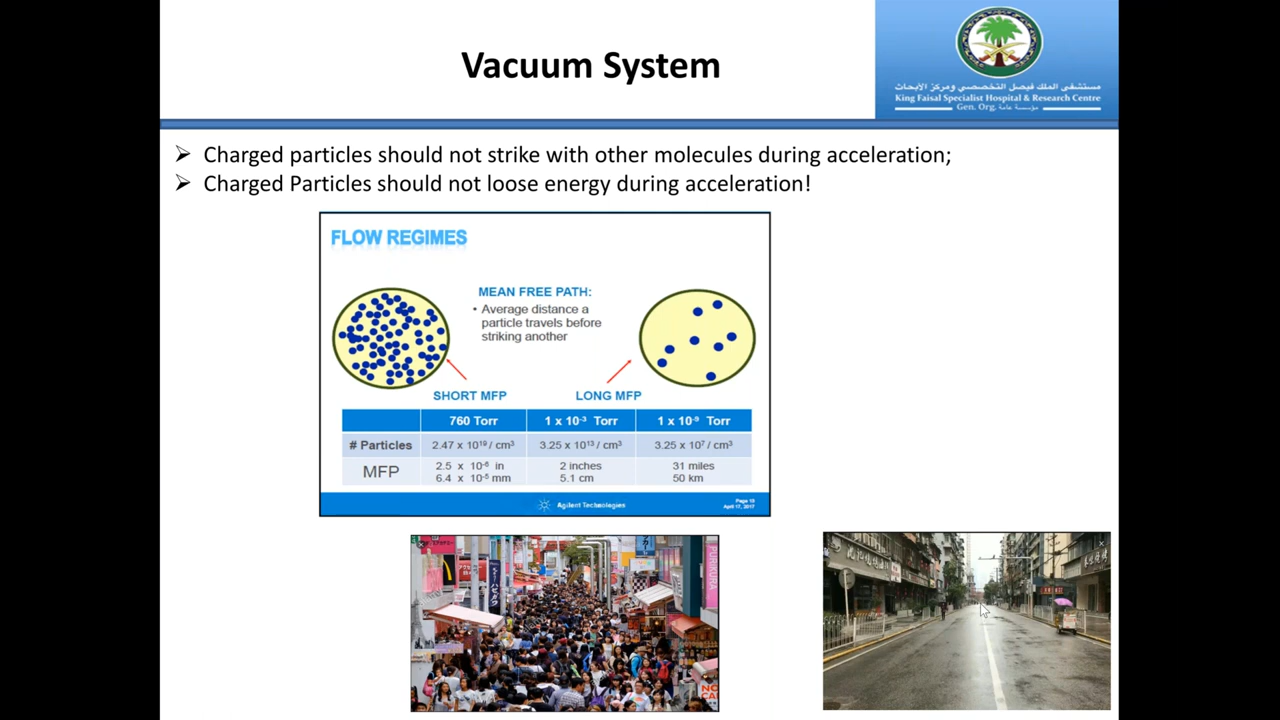 Vacuum System
مستشفى الملك فيصل التخصصي ومركز الأبحاث
King Faisal Specialist Hospital & Research Centre
Gen. Org. مؤسسة عامة
➢ Charged particles should not strike with other molecules during acceleration;
➢ Charged Particles should not loose energy during acceleration!
FLOW REGIMES
MEAN FREE PATH:
• Average distance a
particle travels before
striking another
SHORT MFP
LONG MFP
760 Torr 1 x 10⁻³ Torr 1 x 10⁻⁹ Torr
# Particles 2.47 x 10¹⁹ / cm³ 3.25 x 10¹³ / cm³ 3.25 x 10⁷ / cm³
MFP
2.5 x 10⁻⁶ in 2 inches 31 miles
6.4 x 10⁻⁵ mm 5.1 cm 50 km
Agilent Technologies
Page 10
April 17, 2017
PURIKURA
NO